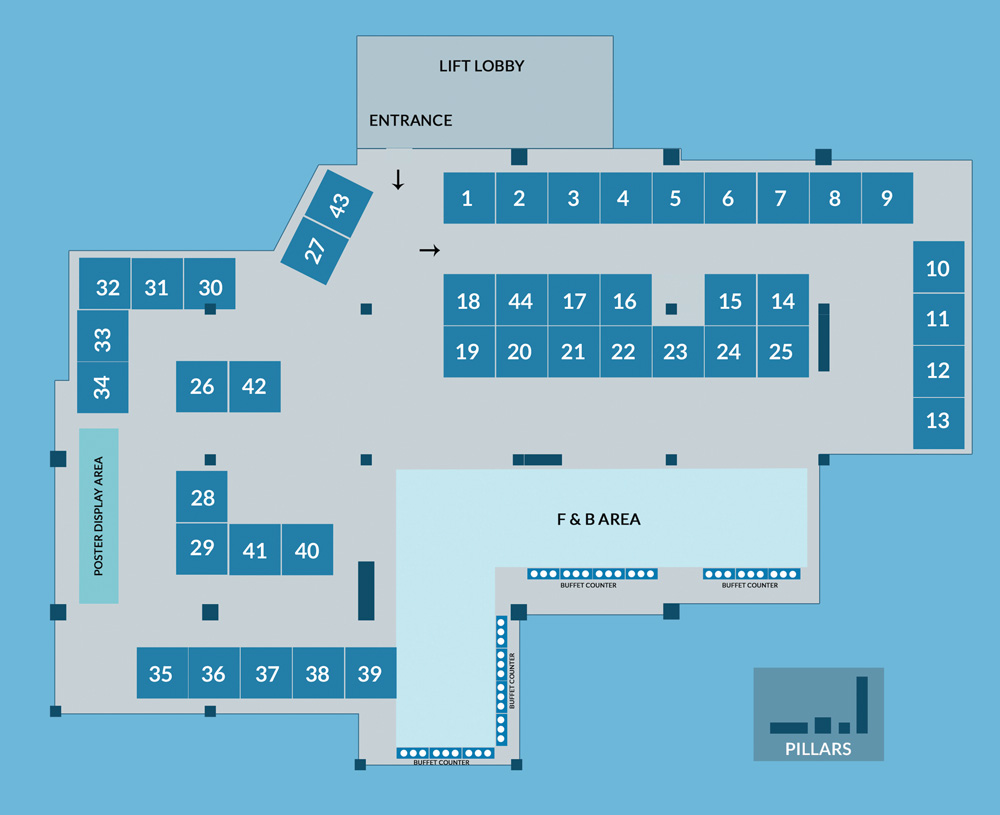 LIFT LOBBY
ENTRANCE
43
27
1 2 3 4 5 6 7 8 9
10
11
12
13
18 44 17 16 15 14
19 20 21 22 23 24 25
32 31 30
33
34
26 42
POSTER DISPLAY AREA
28
29 41 40
35 36 37 38 39
F & B AREA
BUFFET COUNTER
BUFFET COUNTER
BUFFET COUNTER
BUFFET COUNTER
PILLARS